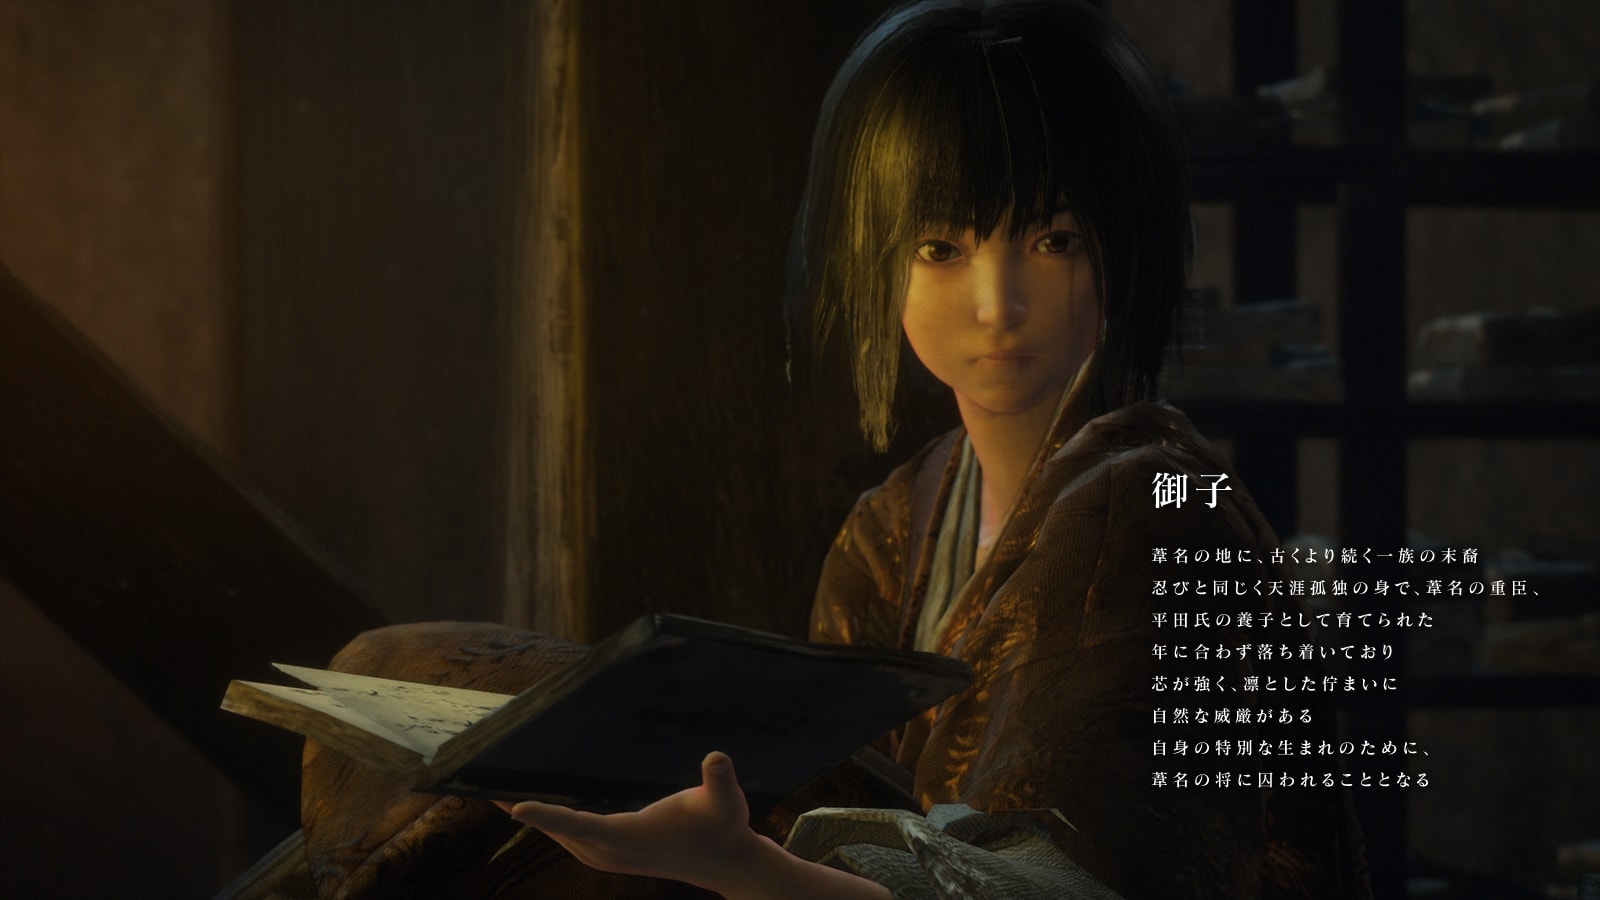 御子
葦名の地に、古くより続く一族の末裔
忍びと同じく天涯孤独の身で、葦名の重臣、
平田氏の養子として育てられた
年に合わず落ち着いており
芯が強く、凛とした佇まいに
自然な威厳がある
自身の特別な生まれのために、
葦名の将に囚われることとなる